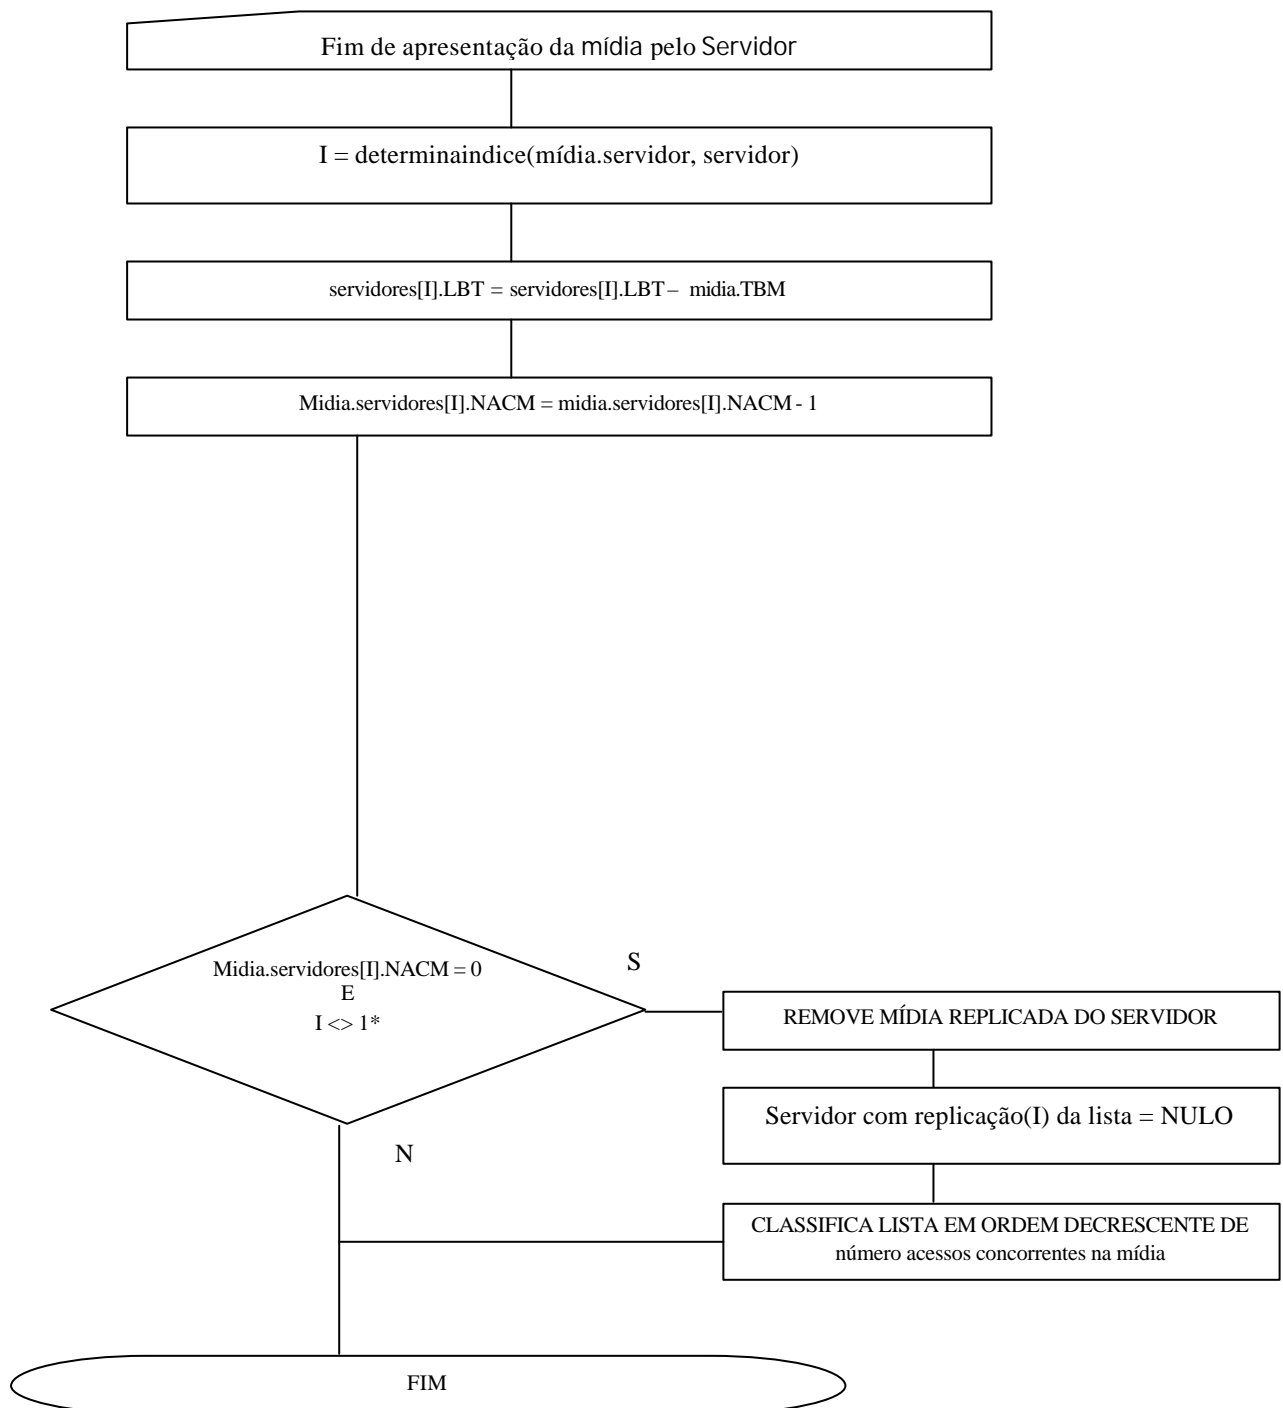 Fim de apresentação da mídia pelo Servidor
I = determinaindice(mídia.servidor, servidor)
servidores[I].LBT = servidores[I].LBT – midia.TBM
Midia.servidores[I].NACM = midia.servidores[I].NACM - 1
Midia.servidores[I].NACM = 0
E
I <> 1*
S
REMOVE MÍDIA REPLICADA DO SERVIDOR
Servidor com replicação(I) da lista = NULO
N
CLASSIFICA LISTA EM ORDEM DECRESCENTE DE
número acessos concorrentes na mídia
FIM